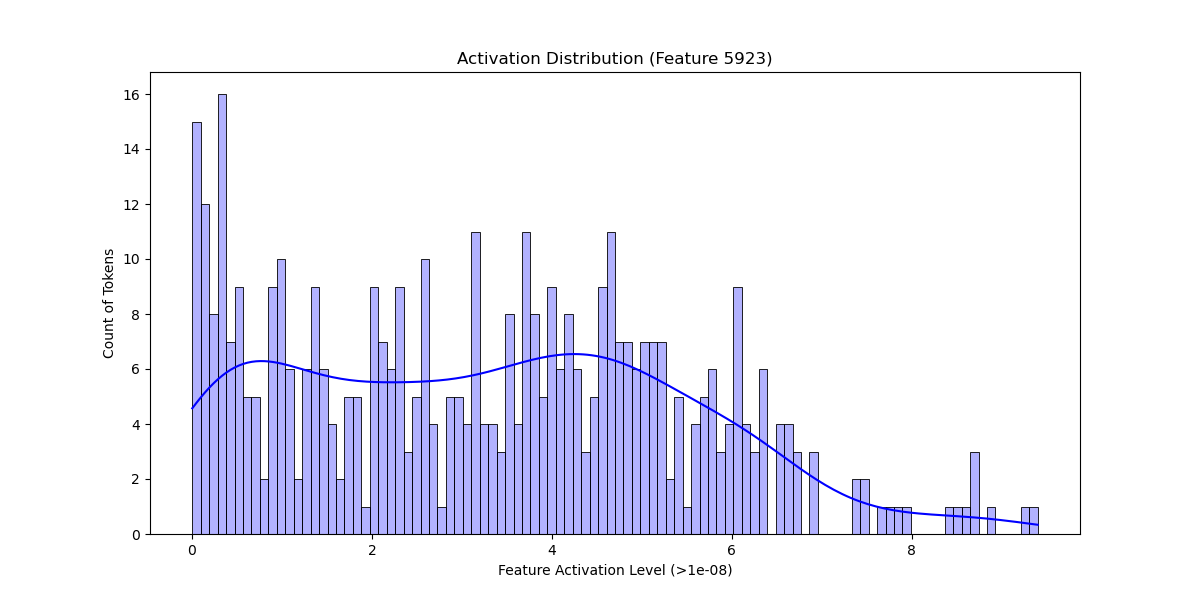 Activation Distribution (Feature 5923)
16
14
12
10
8
6
4
2
0
Count of Tokens
0 2 4 6 8
Feature Activation Level (>1e-08)